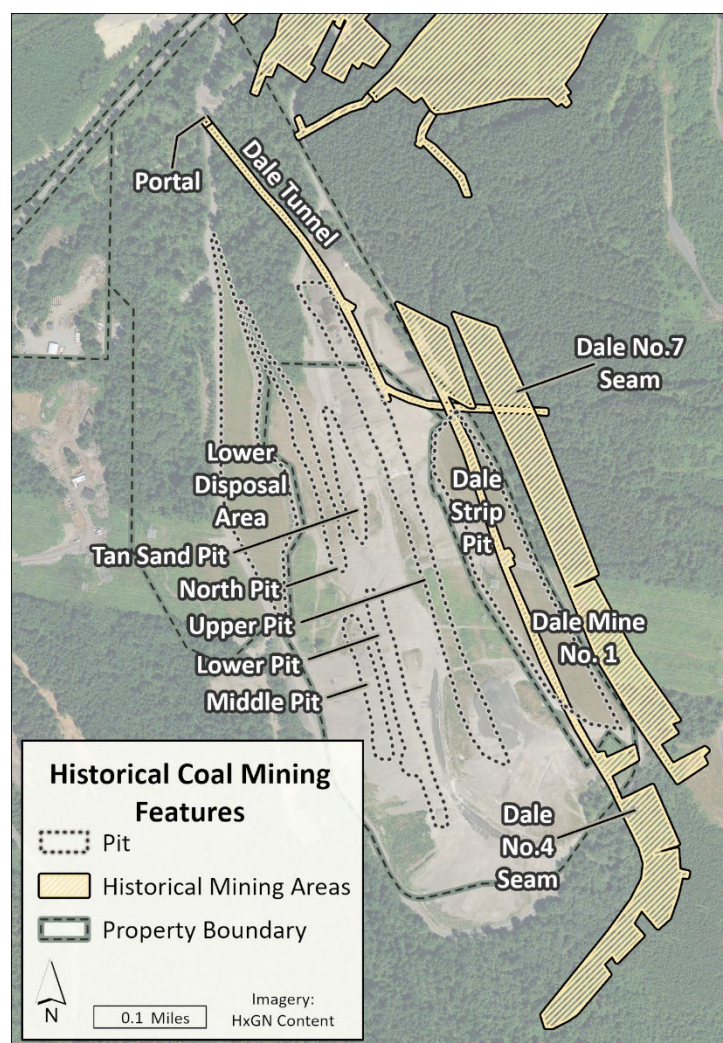 Portal
Dale Tunnel
Dale No.7
Seam
Lower
Disposal
Area
Dale
Strip
Pit
Tan Sand Pit
North Pit
Upper Pit
Dale Mine
No. 1
Lower Pit
Middle Pit
Dale
No.4
Seam
Historical Coal Mining
Features
Pit
Historical Mining Areas
Property Boundary
N
0.1 Miles
Imagery:
HxGN Content